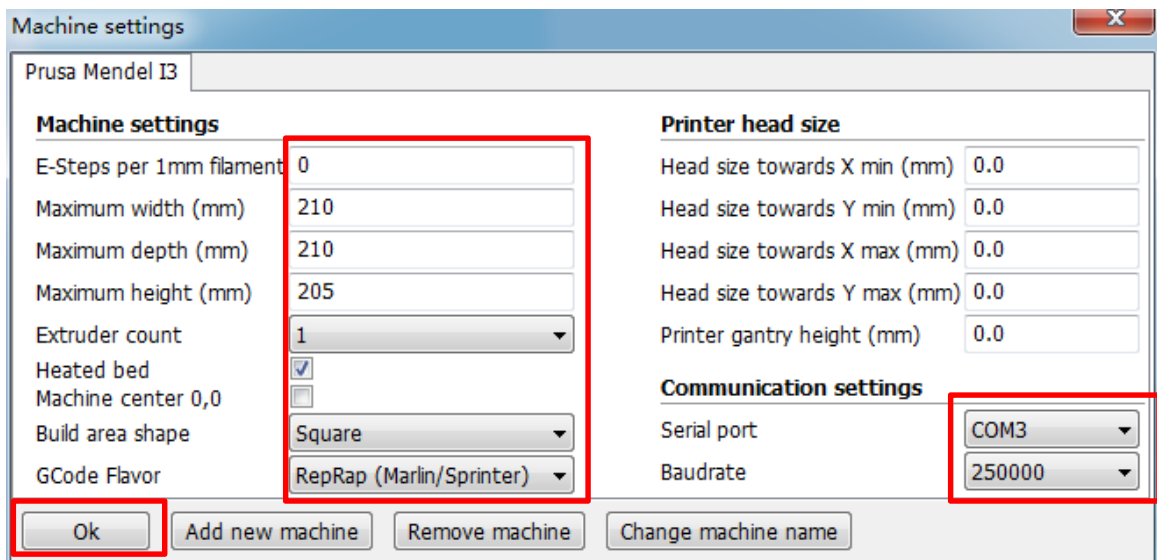 Machine settings
X
Prusa Mendel I3
Machine settings
E-Steps per 1mm filament 0
Maximum width (mm) 210
Maximum depth (mm) 210
Maximum height (mm) 205
Extruder count 1
Heated bed
Machine center 0,0
Build area shape Square
GCode Flavor RepRap (Marlin/Sprinter)
Printer head size
Head size towards X min (mm) 0.0
Head size towards Y min (mm) 0.0
Head size towards X max (mm) 0.0
Head size towards Y max (mm) 0.0
Printer gantry height (mm) 0.0
Communication settings
Serial port COM3
Baudrate 250000
Ok Add new machine Remove machine Change machine name